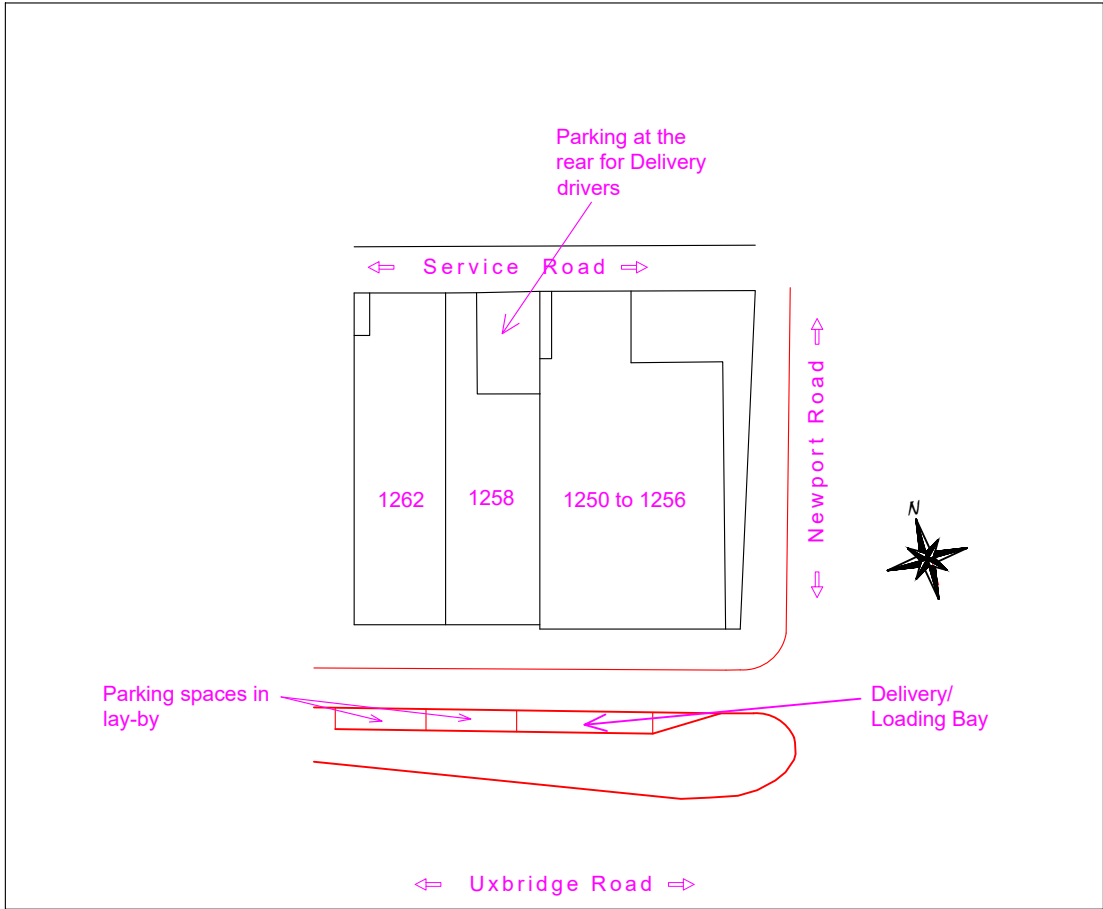 Parking at the
rear for Delivery
drivers
Service Road
Newport Road
1262
1258
1250 to 1256
N
Parking spaces in
lay-by
Delivery/
Loading Bay
Uxbridge Road